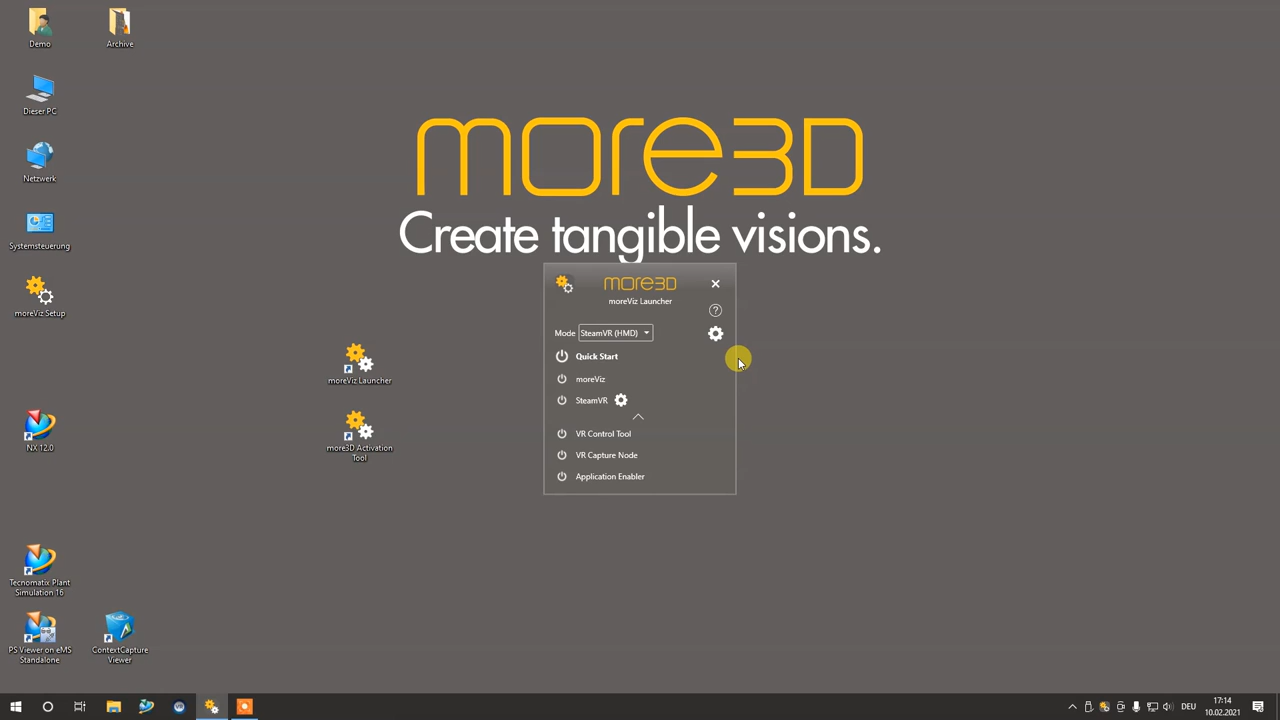 Demo
Archive
Dieser PC
Netzwerk
Systemsteuerung
moreViz Setup
NX 12.0
Tecnomatix Plant
Simulation 16
PS Viewer on eMS
Standalone
ContextCapture
Viewer
moreViz Launcher
more3D Activation
Tool
more3D
Create tangible visions.
more3D
moreViz Launcher
?
Mode SteamVR (HMD)
Quick Start
moreViz
SteamVR
VR Control Tool
VR Capture Node
Application Enabler
DEU
17:14
10.02.2021